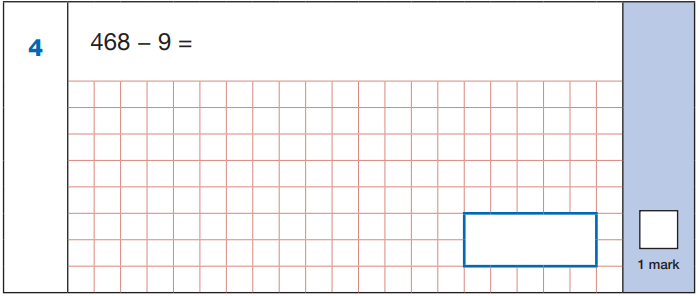 4
468 – 9 =
1 mark